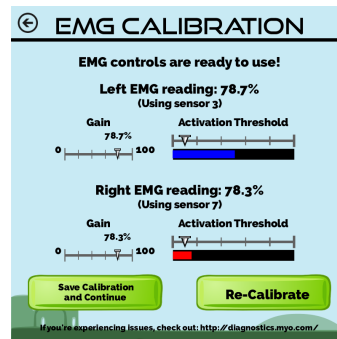 EMG CALIBRATION
EMG controls are ready to use!
Left EMG reading: 78.7%
(Using sensor 3)
Gain
Activation Threshold
78.7%
0
100
Right EMG reading: 78.3%
(Using sensor 7)
Gain
Activation Threshold
78.3%
0
100
Save Calibration
and Continue
Re-Calibrate
If you're experiencing issues, check out: http://diagnostics.myo.com/